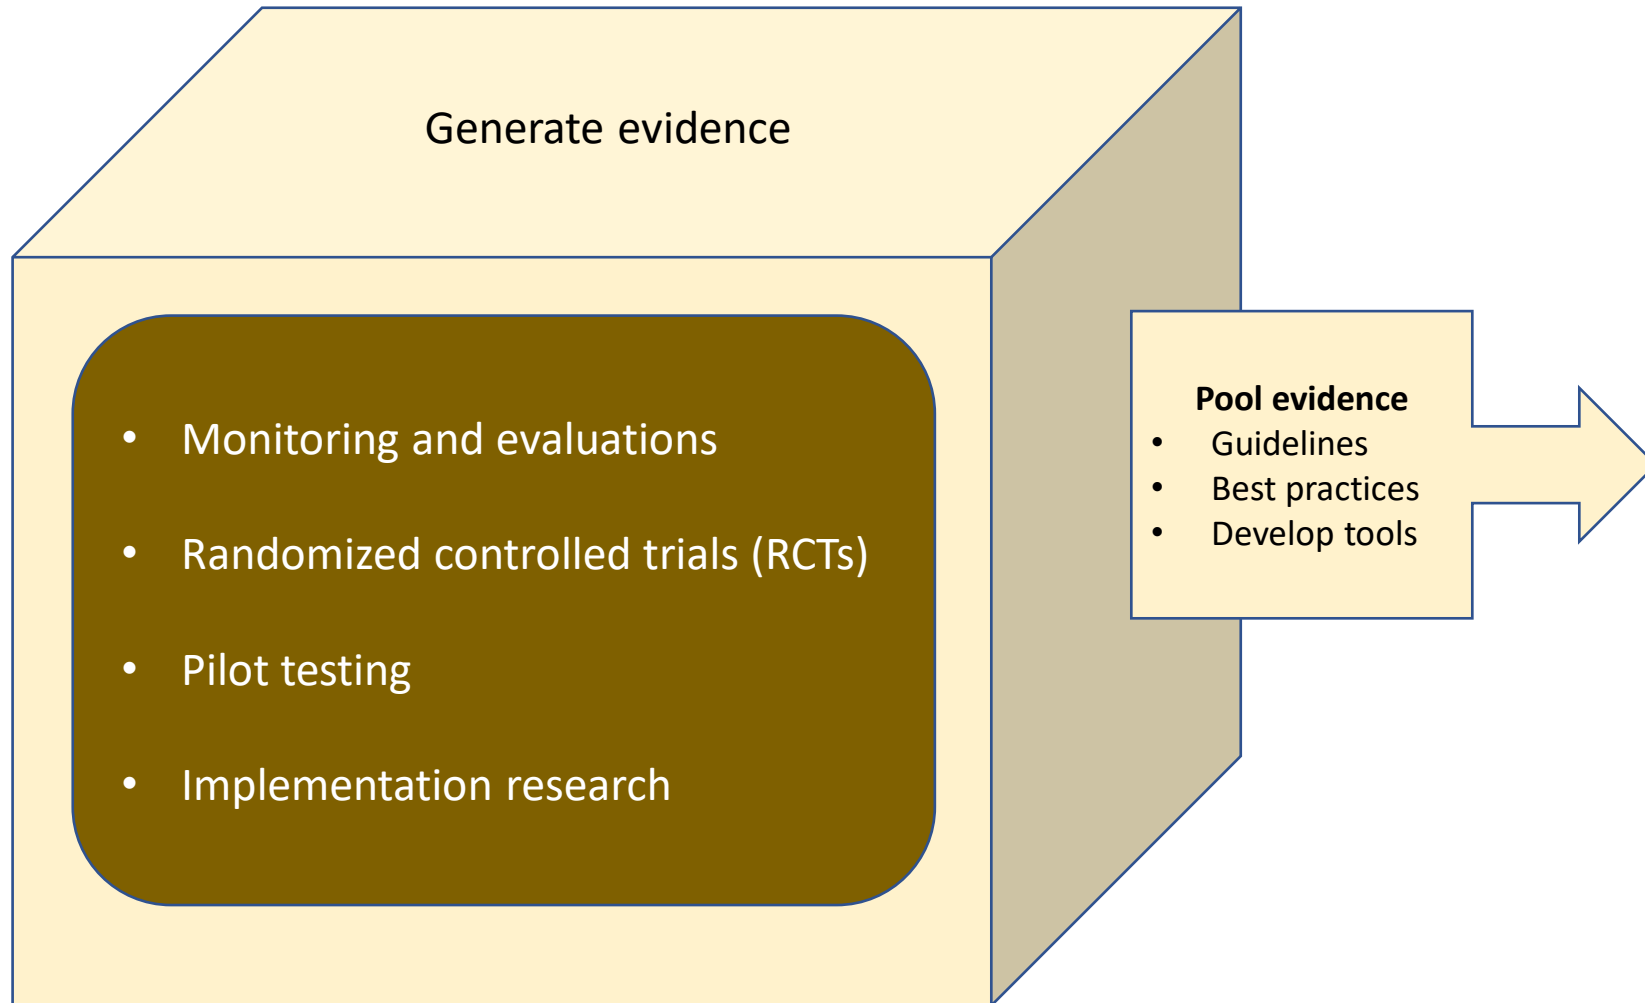 Generate evidence
• Monitoring and evaluations
• Randomized controlled trials (RCTs)
• Pilot testing
• Implementation research
Pool evidence
• Guidelines
• Best practices
• Develop tools